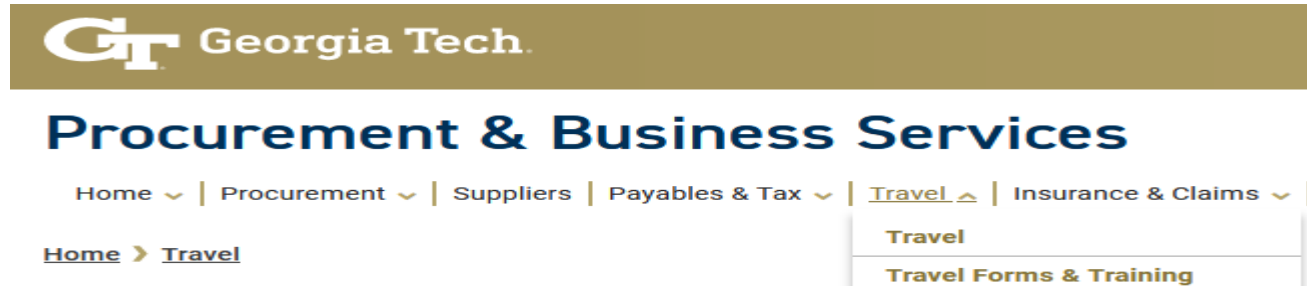 GT Georgia Tech.
Procurement & Business Services
Home | Procurement | Suppliers | Payables & Tax | Travel | Insurance & Claims
Travel
Home > Travel
Travel Forms & Training